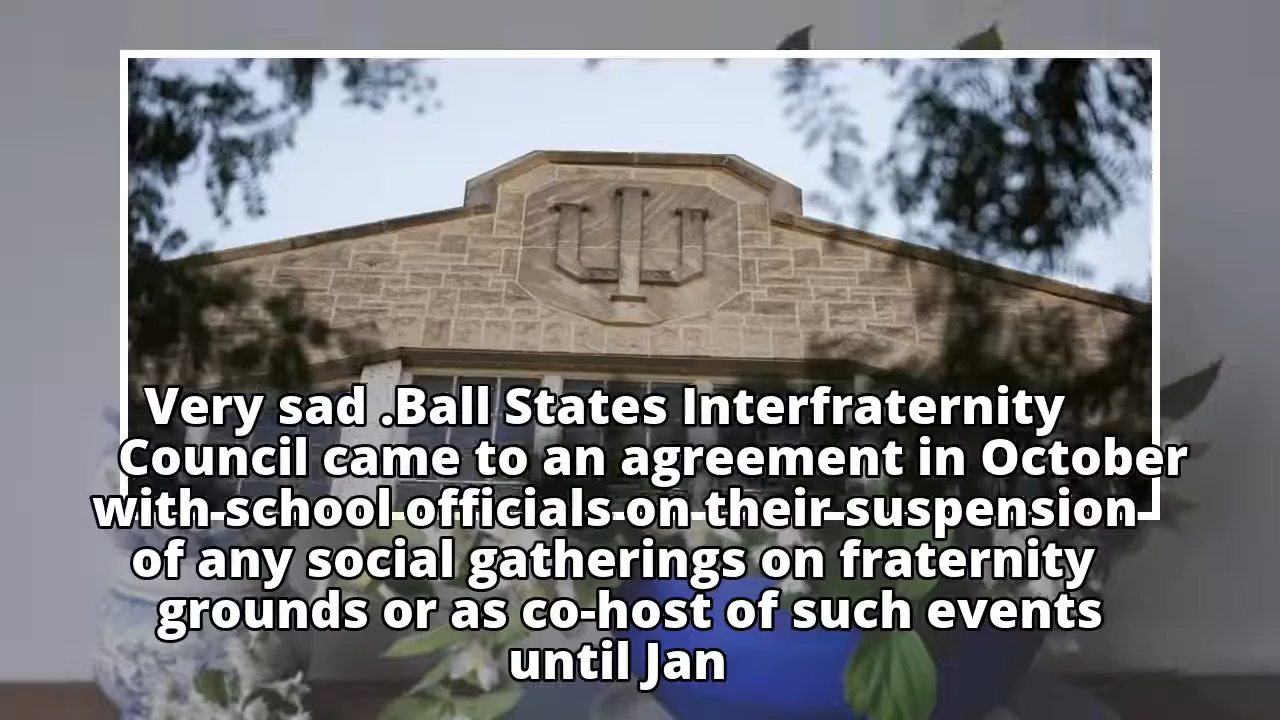 IU
Very sad .Ball States Interfraternity
Council came to an agreement in October
with school officials on their suspension
of any social gatherings on fraternity
grounds or as co-host of such events
until Jan